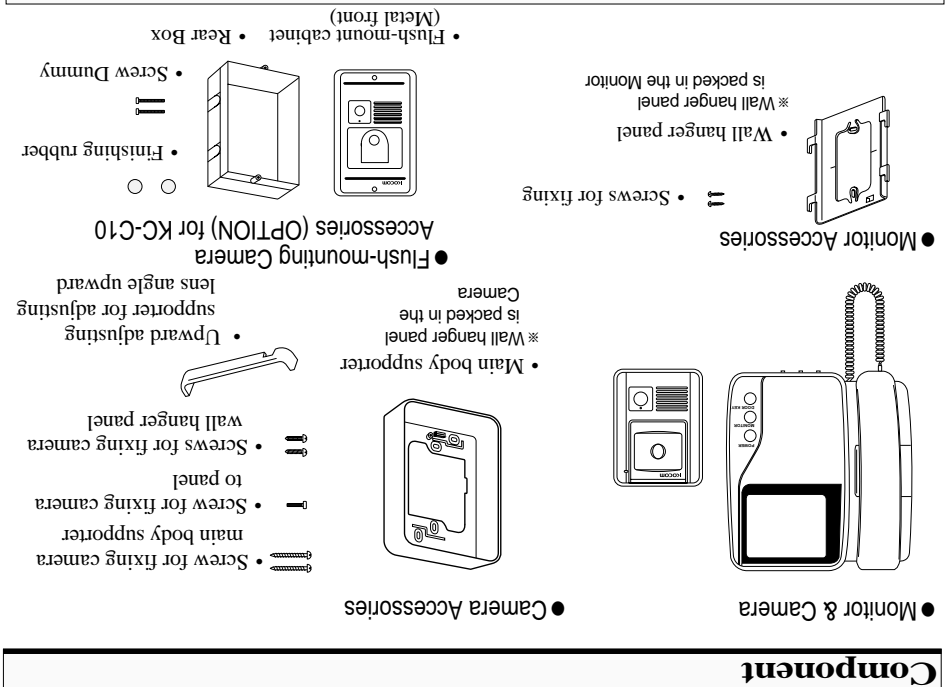 Component
● Monitor & Camera
POWER
MONITOR
DOOR KEY
KOCOM
● Camera Accessories
• Screw for fixing camera
main body supporter
• Screw for fixing camera
to panel
• Screws for fixing camera
wall hanger panel
• Main body supporter
※ Wall hanger panel
is packed in the
Camera
• Upward adjusting
supporter for adjusting
lens angle upward
● Monitor Accessories
• Screws for fixing
• Wall hanger panel
※ Wall hanger panel
is packed in the Monitor
● Flush-mounting Camera
Accessories (OPTION) for KC-C10
KOCOM
• Finishing rubber
• Screw Dummy
• Flush-mount cabinet
(Metal front)
• Rear Box